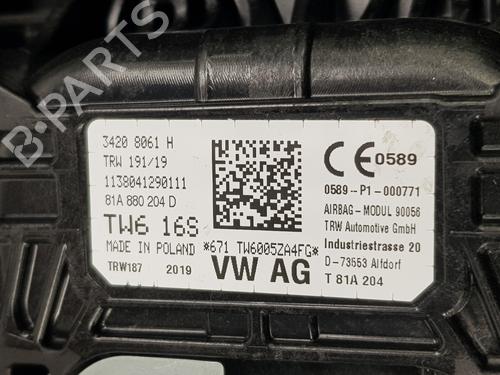 B-PARTS
3420 8061 H
TRW 191/19
1138041290111
81A 880 204 D
TW6 16S
MADE IN POLAND
TRW187 2019
*671 TW6005ZA4FG*
VW AG
CE 0589
0589-P1-000771
AIRBAG-MODUL 90056
TRW Automotive GmbH
Industriestrasse 20
D-73553 Alfdorf
T 81A 204